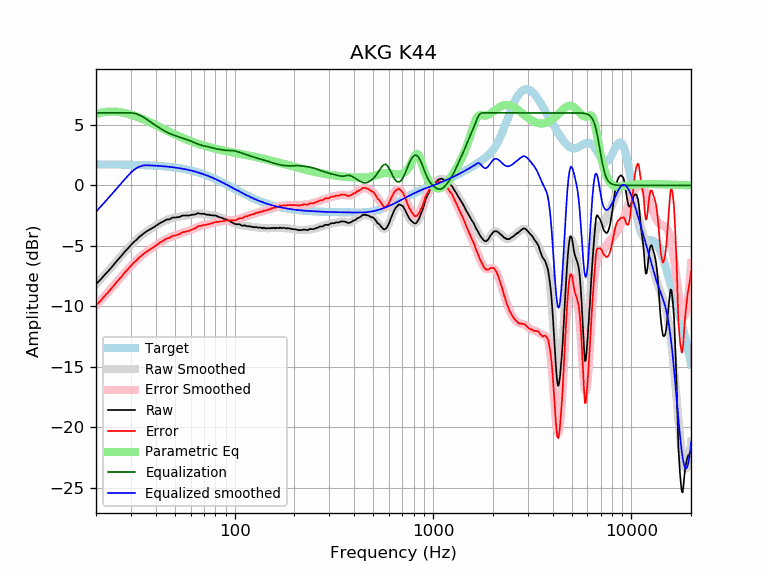 AKG K44
Amplitude (dBr)
5
0
−5
−10
−15
−20
−25
Target
Raw Smoothed
Error Smoothed
Raw
Error
Parametric Eq
Equalization
Equalized smoothed
100
1000
10000
Frequency (Hz)